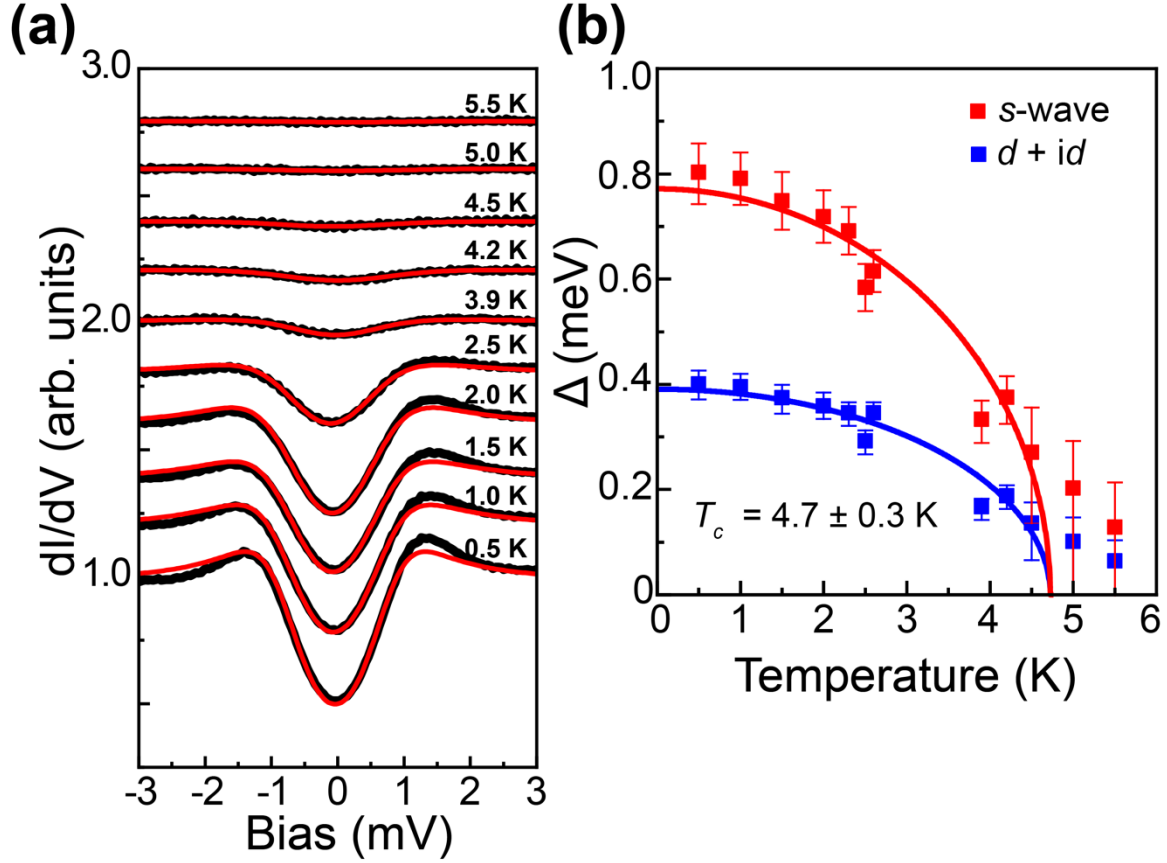 (a)
3.0
2.0
1.0
dI/dV (arb. units)
5.5 K
5.0 K
4.5 K
4.2 K
3.9 K
2.5 K
2.0 K
1.5 K
1.0 K
0.5 K
-3 -2 -1 0 1 2 3
Bias (mV)
(b)
1.0
0.8
0.6
0.4
0.2
0
Δ (meV)
s-wave
d + id
T_c = 4.7 ± 0.3 K
0 1 2 3 4 5 6
Temperature (K)